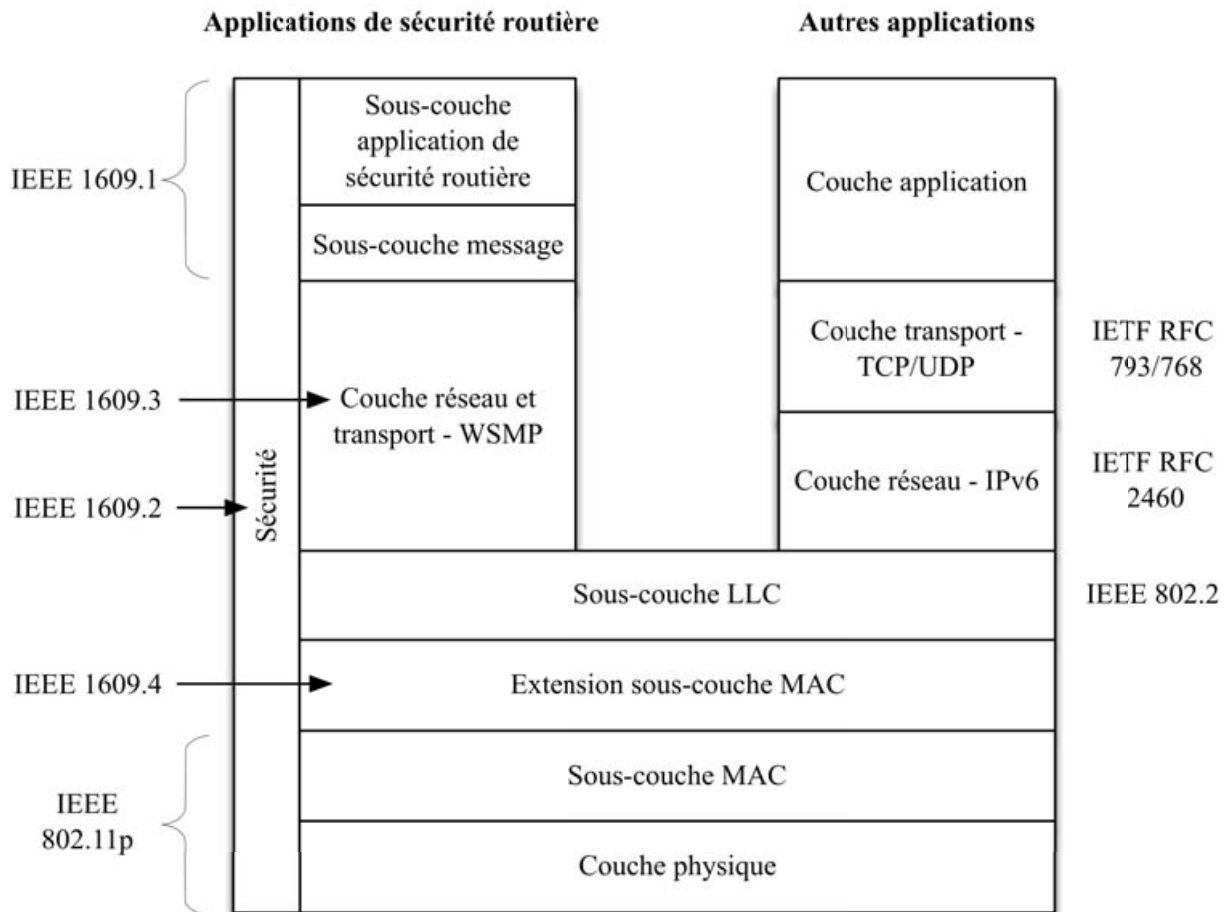 Applications de sécurité routière
Autres applications
IEEE 1609.1
Sous-couche
application de
sécurité routière
Sous-couche message
Couche application
IEEE 1609.3
Couche réseau et
transport - WSMP
Couche transport -
TCP/UDP
IETF RFC
793/768
IEEE 1609.2
Sécurité
Couche réseau - IPv6
IETF RFC
2460
Sous-couche LLC
IEEE 802.2
IEEE 1609.4
Extension sous-couche MAC
IEEE
802.11p
Sous-couche MAC
Couche physique